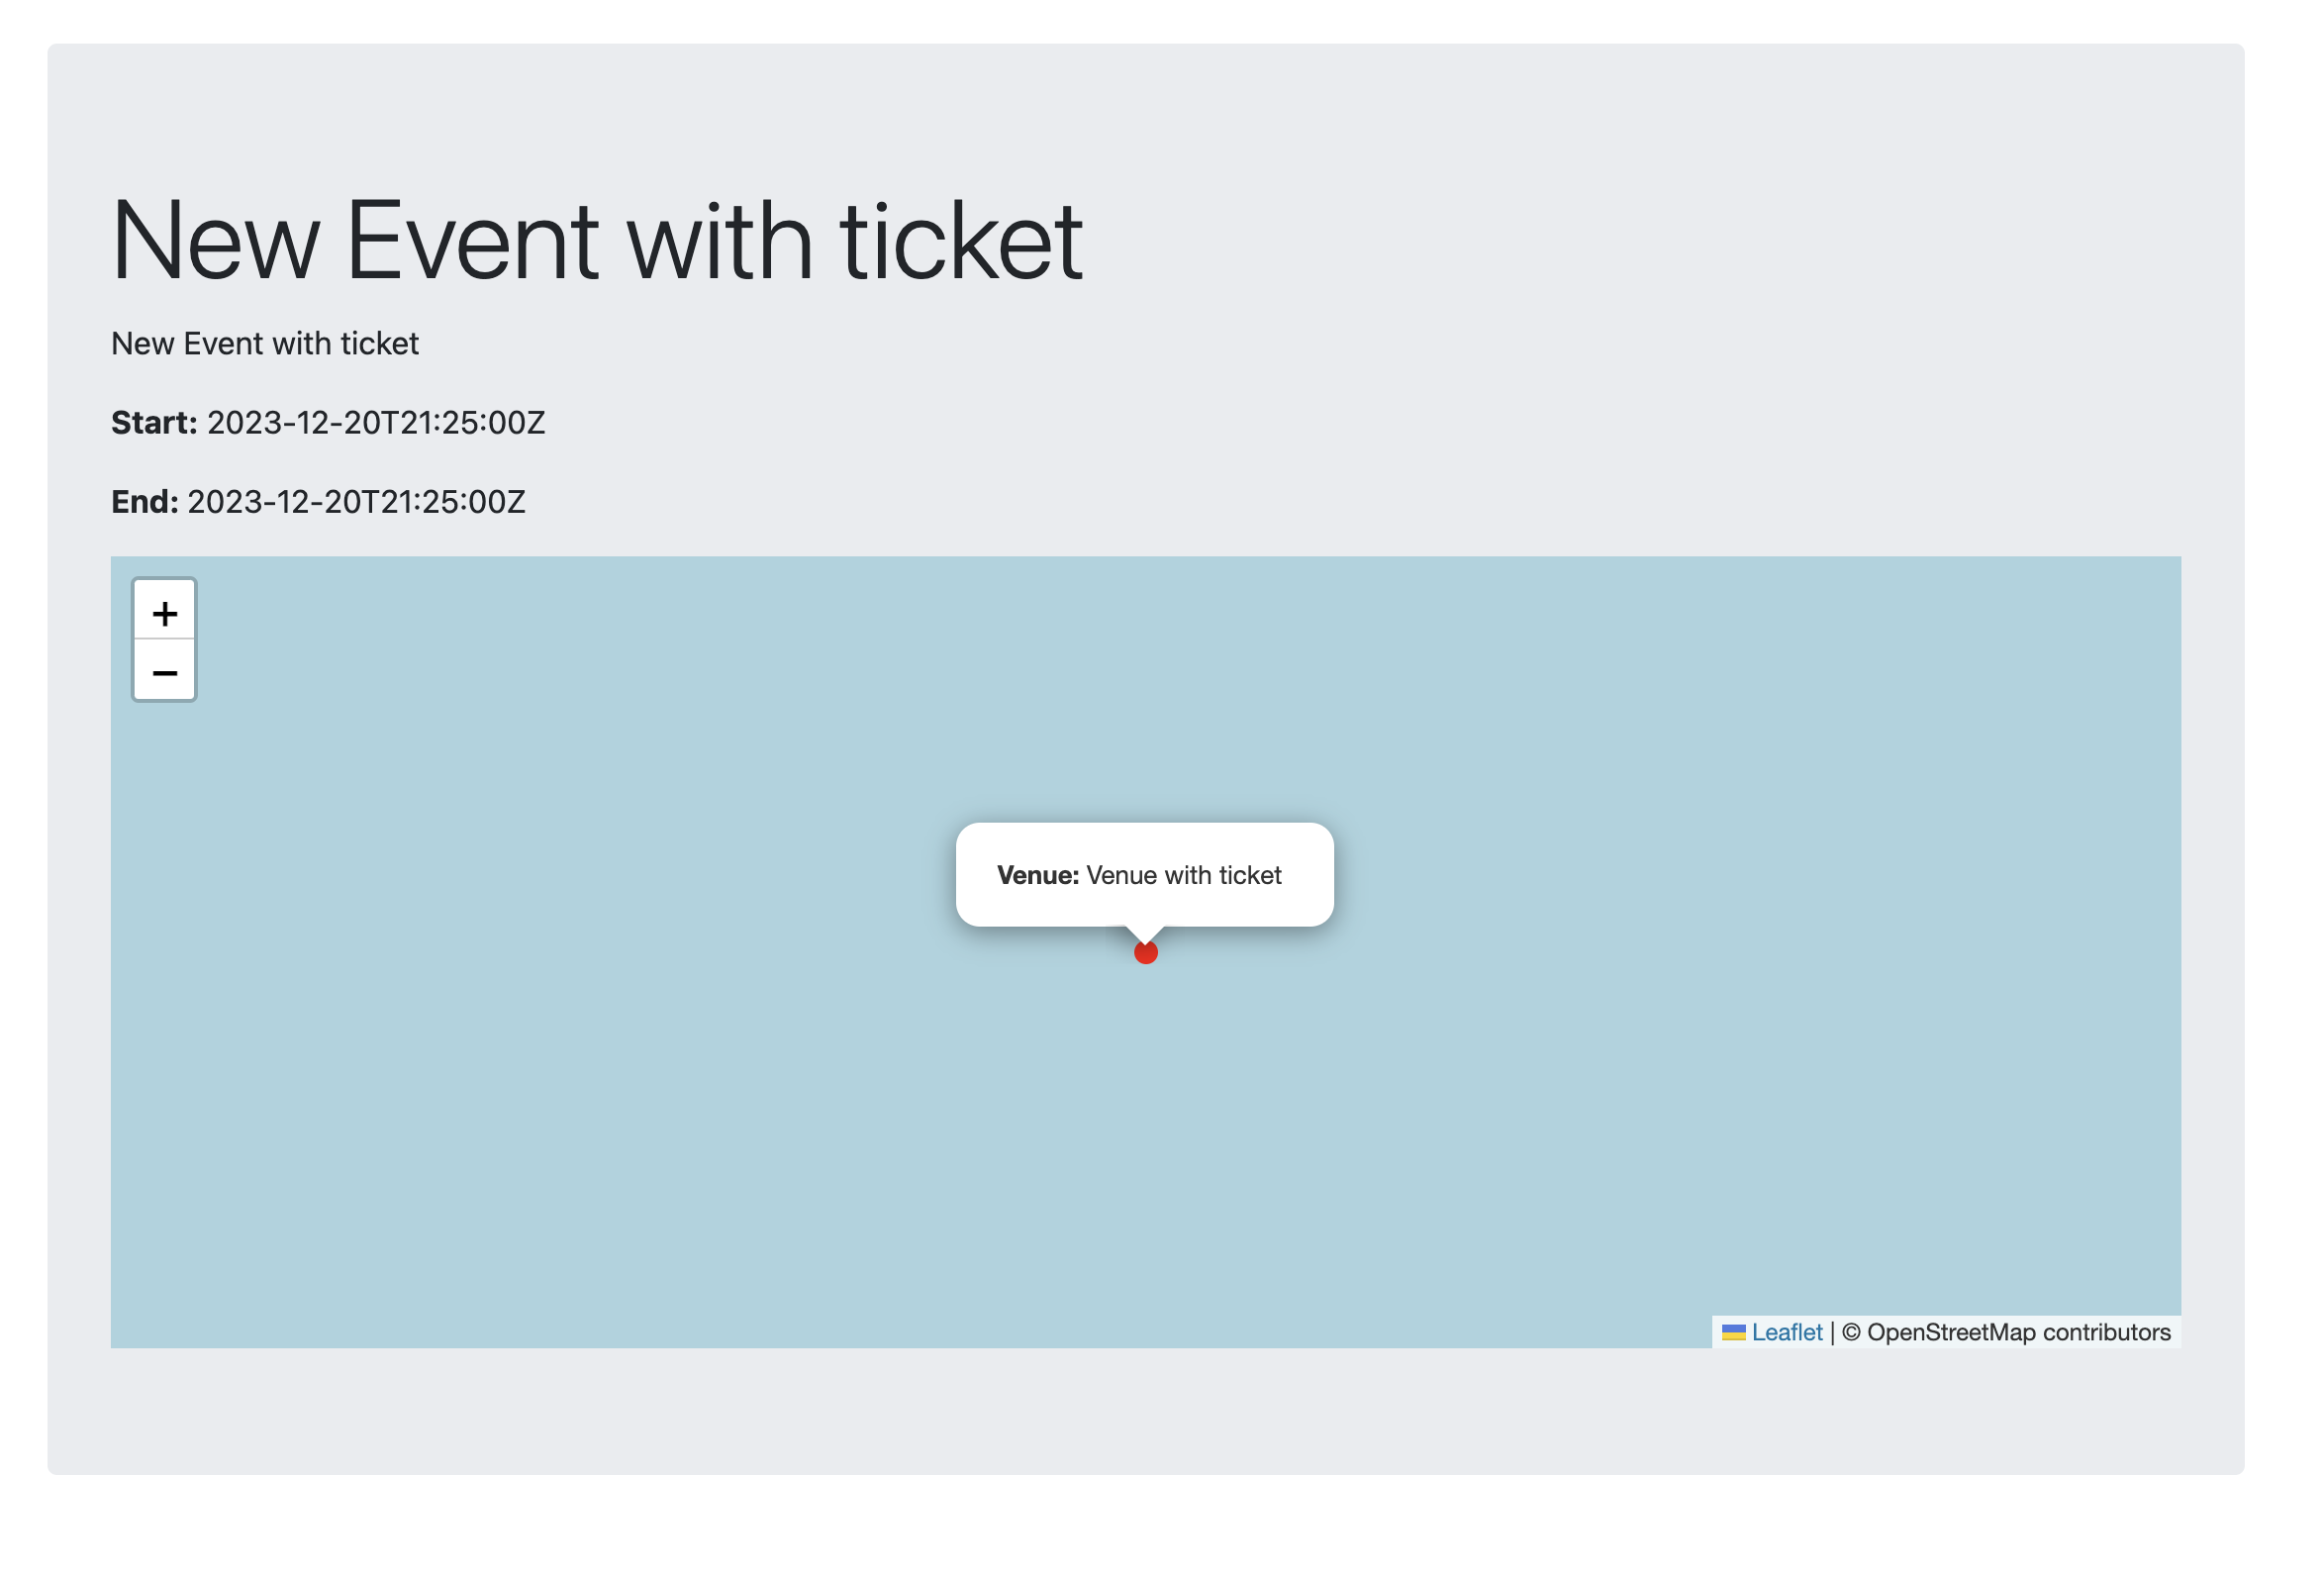 New Event with ticket
New Event with ticket
Start: 2023-12-20T21:25:00Z
End: 2023-12-20T21:25:00Z
+
−
Venue: Venue with ticket
Leaflet | © OpenStreetMap contributors